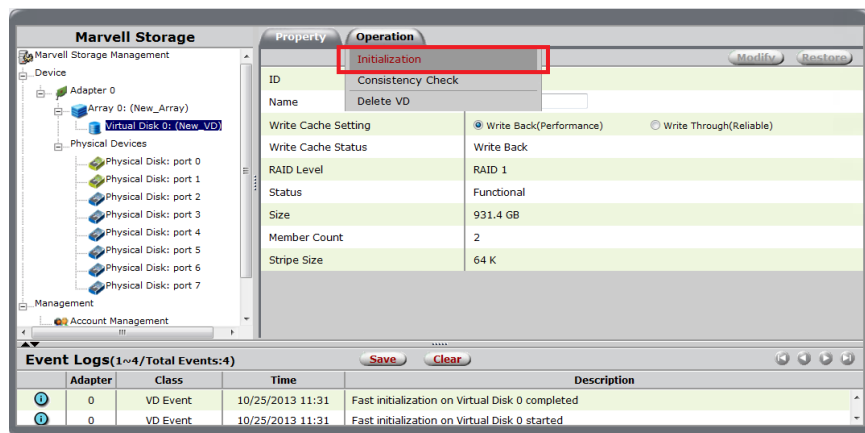 Marvell Storage
Property Operation
Marvell Storage Management
Initialization
Modify Restore
Device
Consistency Check
ID
Adapter 0
Delete VD
Name
Array 0: (New_Array)
Virtual Disk 0: (New_VD)
Write Cache Setting Write Back(Performance) Write Through(Reliable)
Physical Devices
Write Cache Status Write Back
Physical Disk: port 0
RAID Level RAID 1
Physical Disk: port 1
Status Functional
Physical Disk: port 2
Size 931.4 GB
Physical Disk: port 3
Physical Disk: port 4
Member Count 2
Physical Disk: port 5
Stripe Size 64 K
Physical Disk: port 6
Physical Disk: port 7
Management
Account Management
Event Logs(1~4/Total Events:4) Save Clear
Adapter Class Time Description
0 VD Event 10/25/2013 11:31 Fast initialization on Virtual Disk 0 completed
0 VD Event 10/25/2013 11:31 Fast initialization on Virtual Disk 0 started